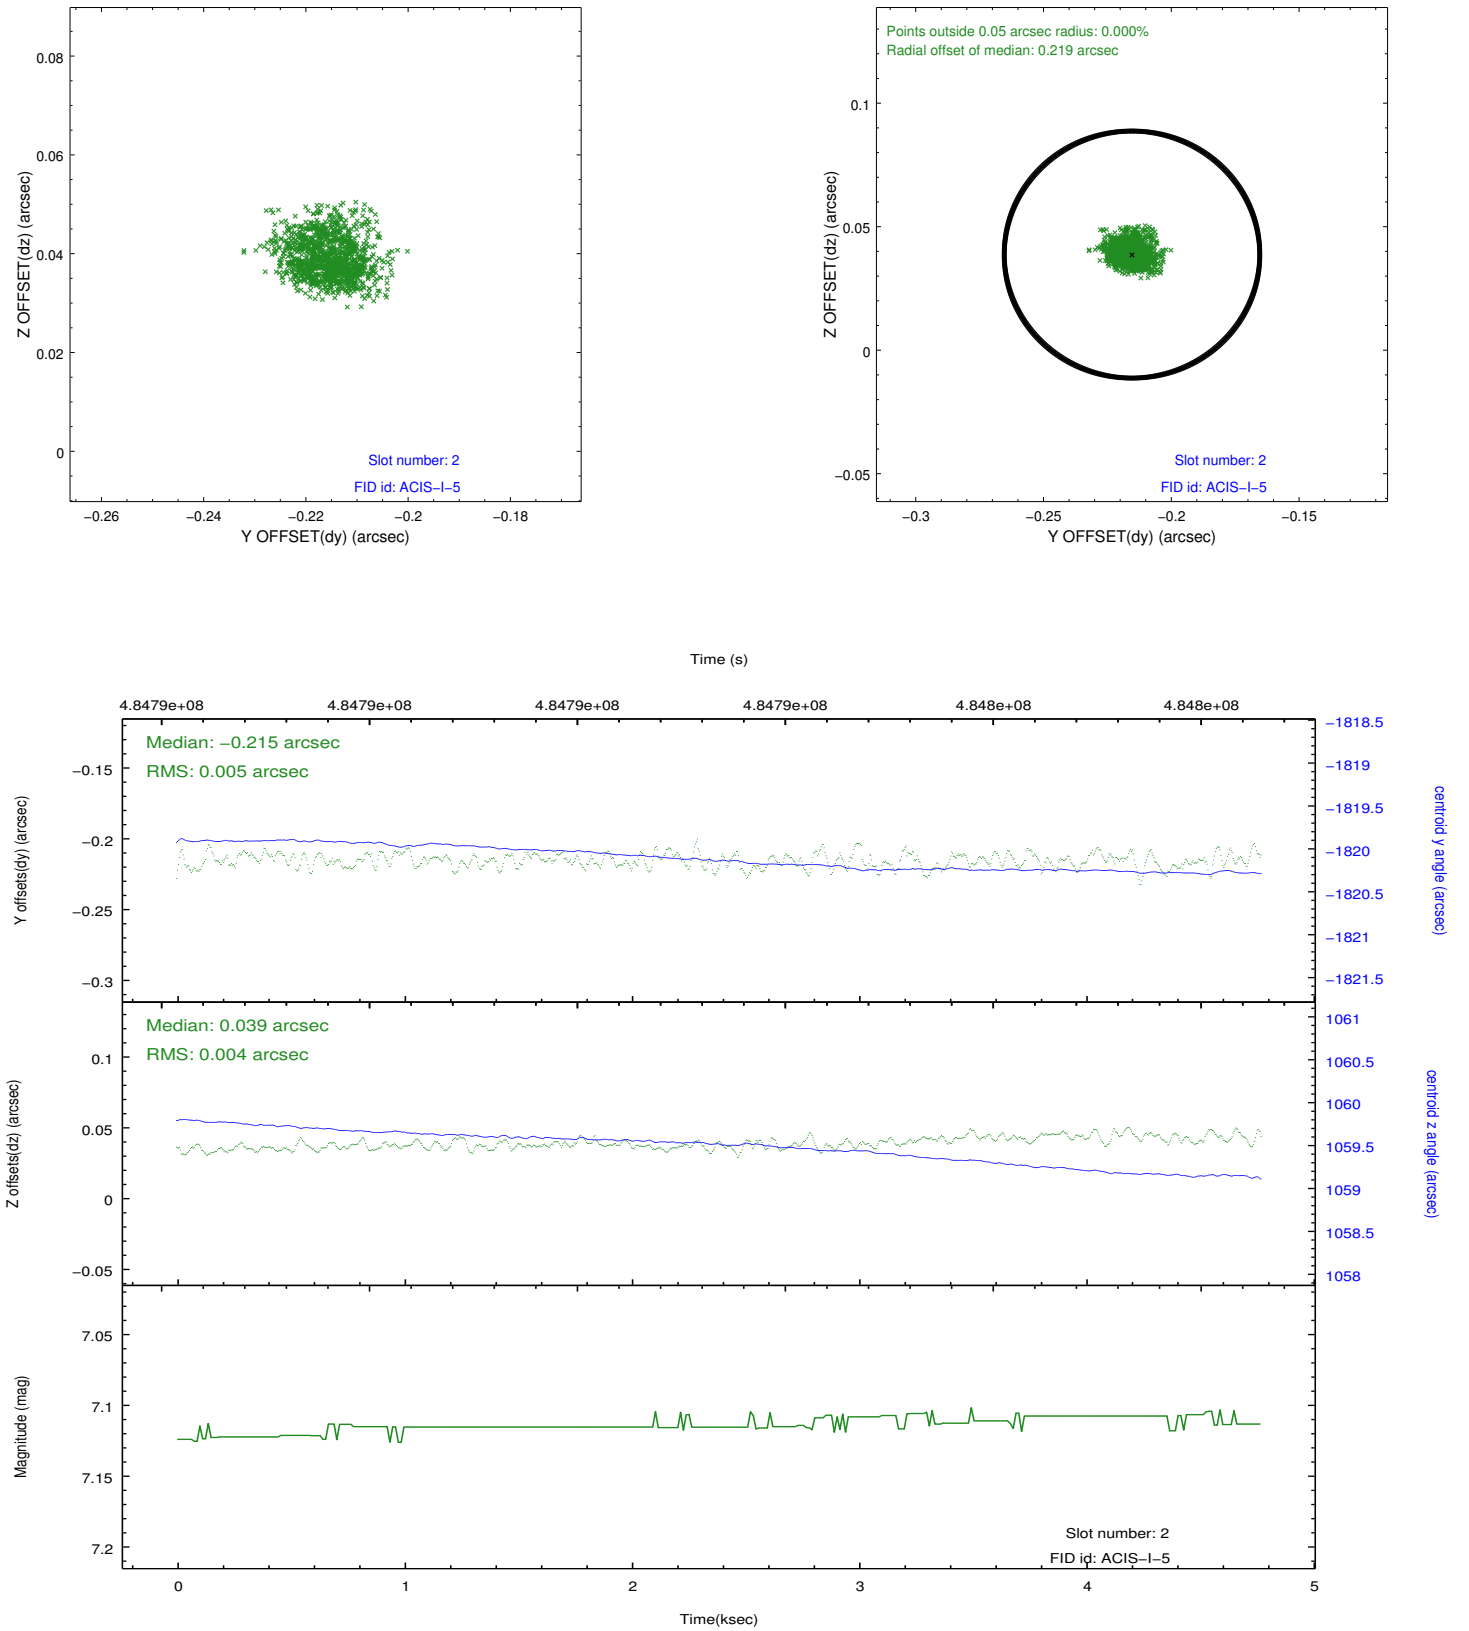 0.08
0.06
0.04
0.02
0
Z OFFSET(dz) (arcsec)
Slot number: 2
FID id: ACIS−I−5
−0.26 −0.24 −0.22 −0.2 −0.18
Y OFFSET(dy) (arcsec)
Points outside 0.05 arcsec radius: 0.000%
Radial offset of median: 0.219 arcsec
0.1
0.05
0
−0.05
Z OFFSET(dz) (arcsec)
Slot number: 2
FID id: ACIS−I−5
−0.3 −0.25 −0.2 −0.15
Y OFFSET(dy) (arcsec)
Time (s)
4.8479e+08 4.8479e+08 4.8479e+08 4.8479e+08 4.848e+08 4.848e+08
Median: −0.215 arcsec
RMS: 0.005 arcsec
−0.15
−0.2
−0.25
−0.3
Y offsets(dy) (arcsec)
−1818.5
−1819
−1819.5
−1820
−1820.5
−1821
−1821.5
centroid y angle (arcsec)
Median: 0.039 arcsec
RMS: 0.004 arcsec
0.1
0.05
0
−0.05
Z offsets(dz) (arcsec)
1061
1060.5
1060
1059.5
1059
1058.5
1058
centroid z angle (arcsec)
7.05
7.1
7.15
7.2
Magnitude (mag)
Slot number: 2
FID id: ACIS−I−5
0 1 2 3 4 5
Time(ksec)